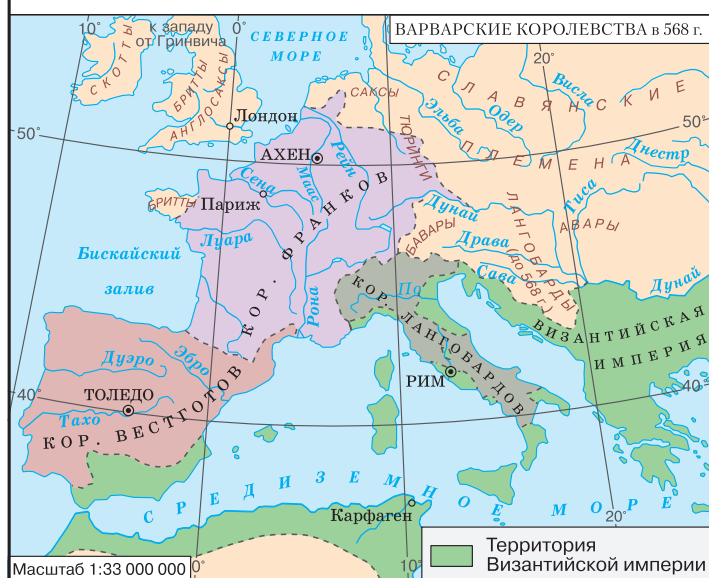 ВАРВАРСКИЕ КОРОЛЕВСТВА в 568 г.
10°
к западу
от Гринвича
0°
20°
СЕВЕРНОЕ
МОРЕ
СКОТТЫ
БРИТТЫ
АНГЛОСАКСЫ
САКСЫ
СЛАВЯНСКИЕ
ПЛЕМЕНА
Висла
Одер
Эльба
ТЮРИНГИ
Лондон
50°
50°
АХЕН
Рейн
Маас
Сена
Днестр
Тиса
БРИТТЫ
Париж
Луара
КОР. ФРАНКОВ
Дунай
БАВАРЫ
Драва
Сава
ЛАНГОБАРДЫ
(до 568 г.)
АВАРЫ
Дунай
Бискайский
залив
Рона
По
КОР. ЛАНГОБАРДОВ
ВИЗАНТИЙСКАЯ
ИМПЕРИЯ
Дуэро
Эбро
ТОЛЕДО
Тахо
КОР. ВЕСТГОТОВ
РИМ
40°
40°
СРЕДИЗЕМНОЕ МОРЕ
Карфаген
20°
0°
10°
Масштаб 1:33 000 000
Территория
Византийской империи